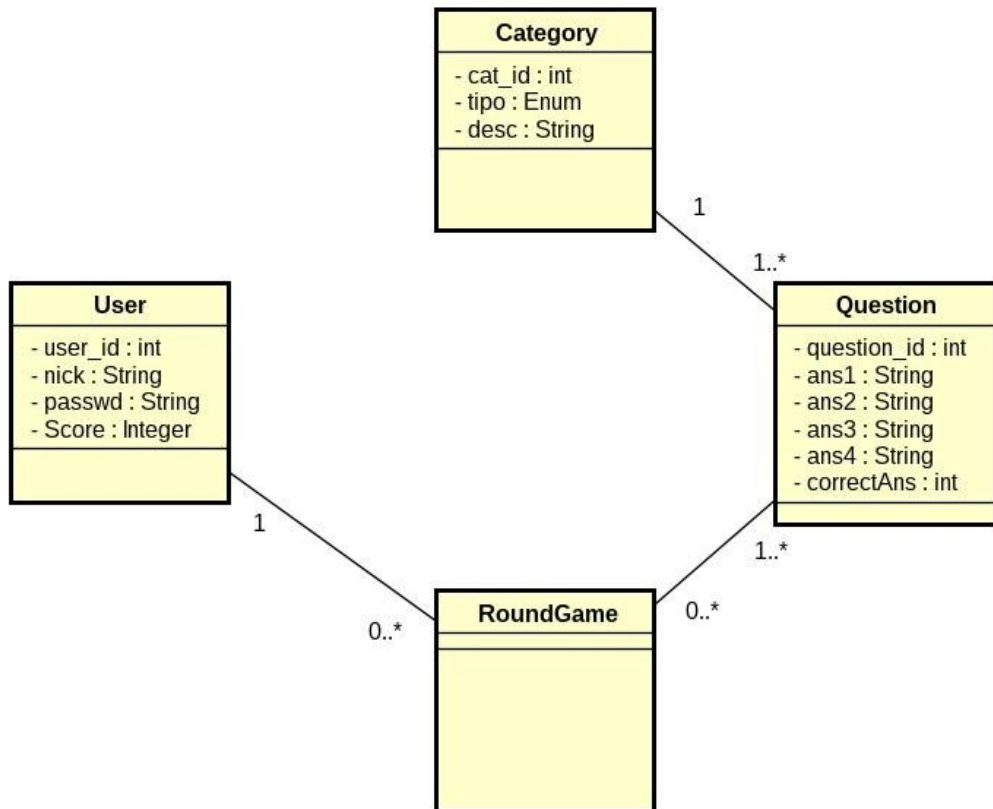 Category
- cat_id : int
- tipo : Enum
- desc : String
1
1..*
User
- user_id : int
- nick : String
- passwd : String
- Score : Integer
1
0..*
Question
- question_id : int
- ans1 : String
- ans2 : String
- ans3 : String
- ans4 : String
- correctAns : int
1..*
0..*
RoundGame